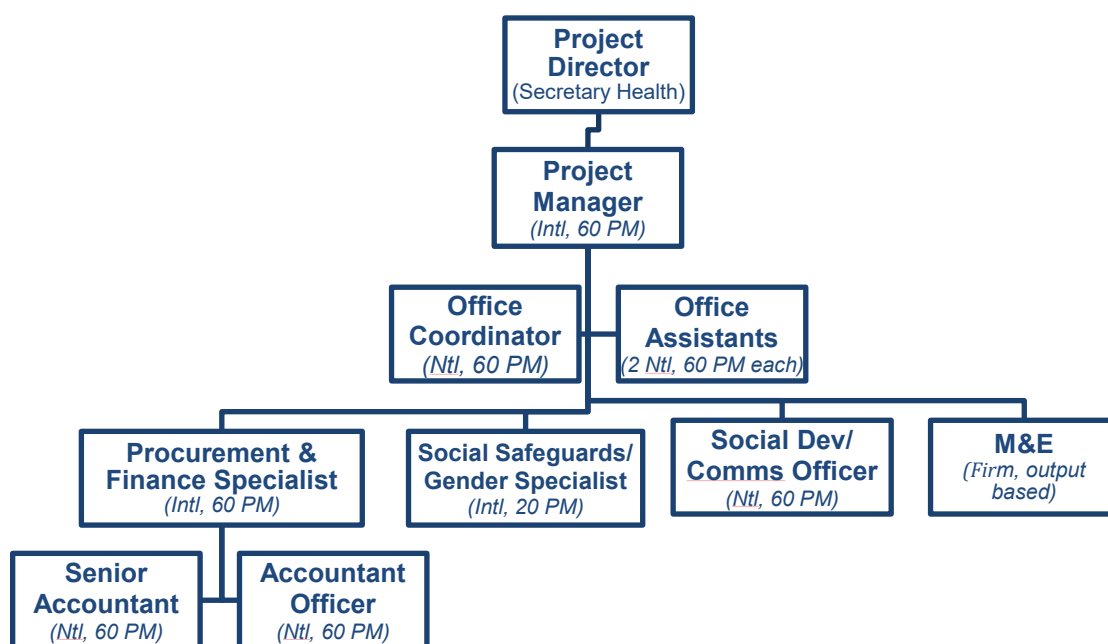 Project
Director
(Secretary Health)
Project
Manager
(Intl, 60 PM)
Office
Coordinator
(Ntl, 60 PM)
Office
Assistants
(2 Ntl, 60 PM each)
Procurement &
Finance Specialist
(Intl, 60 PM)
Social Safeguards/
Gender Specialist
(Intl, 20 PM)
Social Dev/
Comms Officer
(Ntl, 60 PM)
M&E
(Firm, output
based)
Senior
Accountant
(Ntl, 60 PM)
Accountant
Officer
(Ntl, 60 PM)